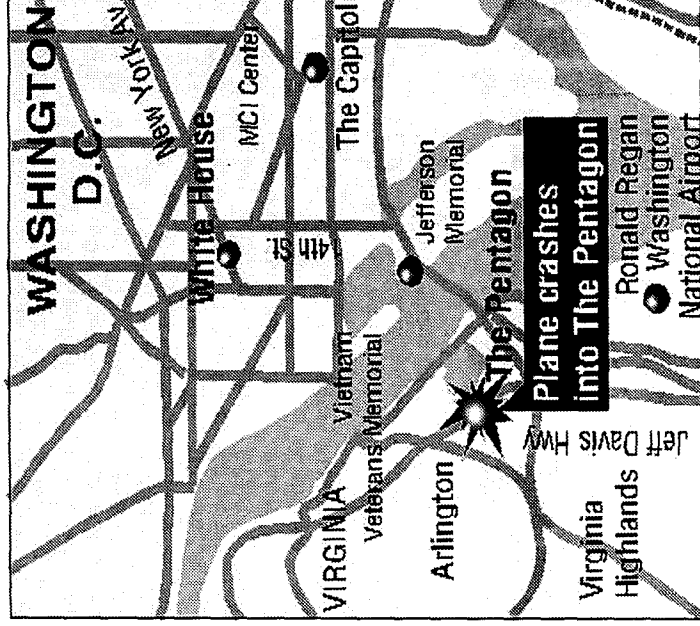 WASHINGTON
D.C.
New York Av
White House
MCI Center
The Capitol
14th St.
Jefferson
Memorial
Vietnam
Veterans Memorial
The Pentagon
Plane crashes
into The Pentagon
Ronald Regan
Washington
National Airport
VIRGINIA
Arlington
Jeff Davis Hwy
Virginia
Highlands